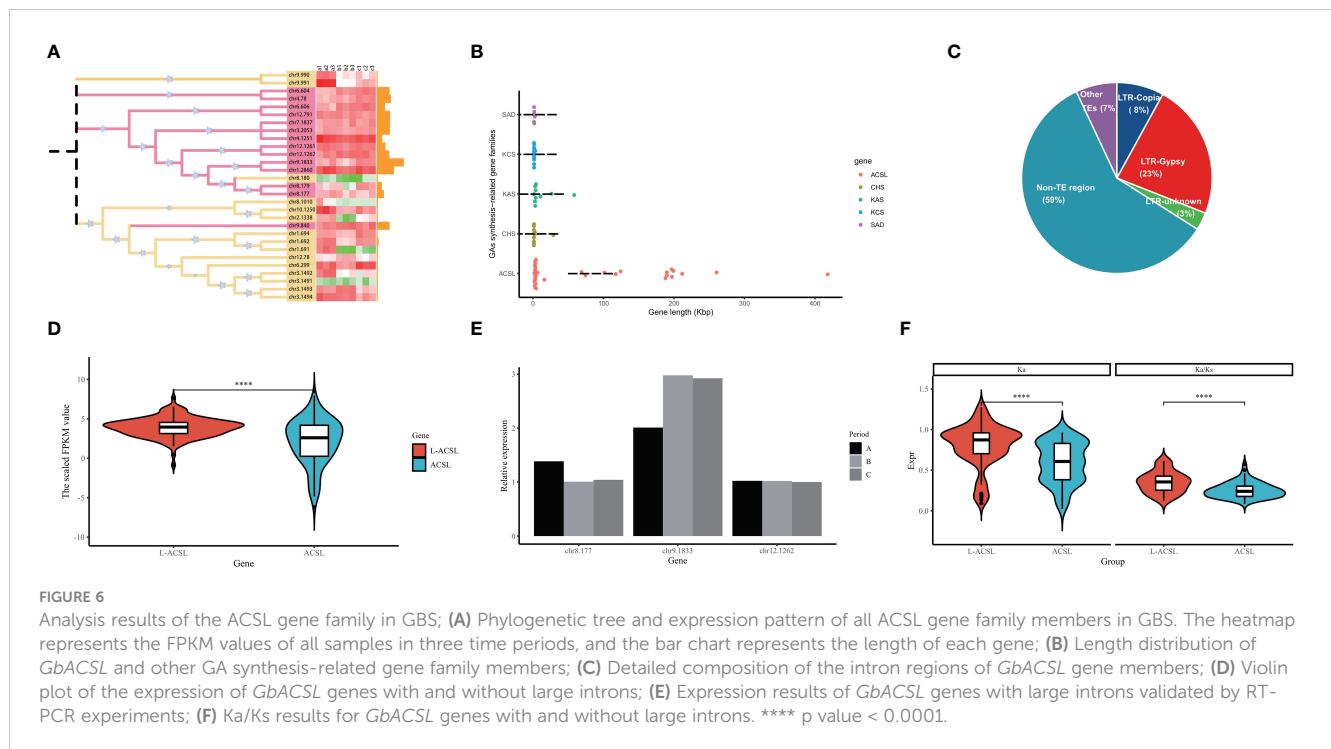 A
a1 a2 a3 b1 b2 b3 c1 c2 c3
chr9.990
chr9.991
chr6.604
chr4.78
chr6.606
chr12.791
chr7.1837
chr3.2053
chr4.1251
chr12.1261
chr12.1262
chr9.1833
chr1.2860
chr8.180
chr8.179
chr8.177
chr8.1010
chr10.1250
chr2.1338
chr9.840
chr1.694
chr1.692
chr1.691
chr12.78
chr6.299
chr3.1492
chr3.1491
chr3.1493
chr3.1494
B
GAs synthesis-related gene families
SAD
KCS
KAS
CHS
ACSL
0 100 200 300 400
Gene length (Kbp)
gene
ACSL
CHS
KAS
KCS
SAD
C
Other
TEs (7%
LTR-Copia
( 8%)
LTR-Gypsy
(23%)
LTR-unknown
(3%)
Non-TE region
(59%)
D
The scaled FPKM value
10
5
0
-5
-10
****
L-ACSL ACSL
Gene
Gene
L-ACSL
ACSL
E
Relative expression
3
2
1
0
chr8.177 chr9.1833 chr12.1262
Gene
Period
A
B
C
F
Ka Ka/Ks
Expr
1.5
1.0
0.5
0.0
**** ****
L-ACSL ACSL L-ACSL ACSL
Group
FIGURE 6
Analysis results of the ACSL gene family in GBS; (A) Phylogenetic tree and expression pattern of all ACSL gene family members in GBS. The heatmap
represents the FPKM values of all samples in three time periods, and the bar chart represents the length of each gene; (B) Length distribution of
GbACSL and other GA synthesis-related gene family members; (C) Detailed composition of the intron regions of GbACSL gene members; (D) Violin
plot of the expression of GbACSL genes with and without large introns; (E) Expression results of GbACSL genes with large introns validated by RT-
PCR experiments; (F) Ka/Ks results for GbACSL genes with and without large introns. **** p value < 0.0001.